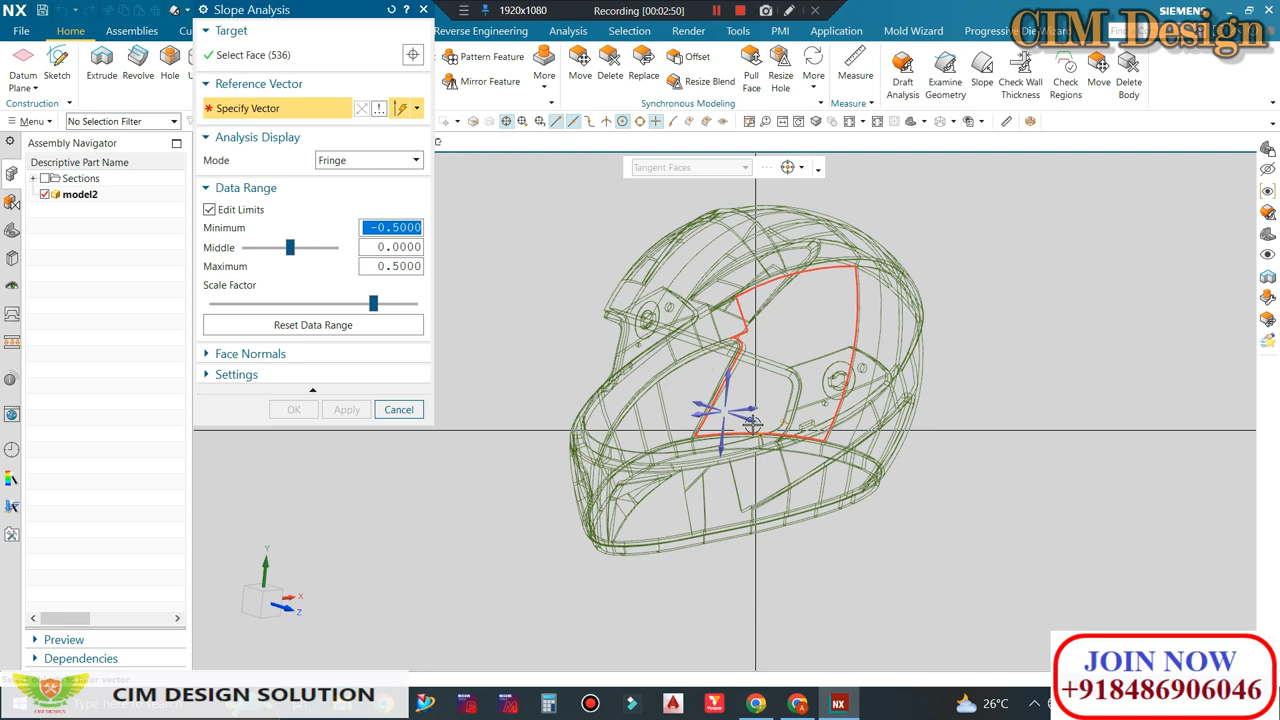 NX
1920x1080
Recording [00:02:50]
SIEMENS
CIM Design
File
Home
Assemblies
Reverse Engineering
Analysis
Selection
Render
Tools
PMI
Application
Mold Wizard
Progressive Die Wizard
Slope Analysis
Target
Select Face (536)
Reference Vector
* Specify Vector
Analysis Display
Mode
Fringe
Data Range
Edit Limits
Minimum
-0.5000
Middle
0.0000
Maximum
0.5000
Scale Factor
Reset Data Range
Face Normals
Settings
OK
Apply
Cancel
Datum Plane
Sketch
Extrude
Revolve
Hole
Construction
Pattern Feature
Mirror Feature
More
Move
Delete
Replace
Offset
Resize Blend
Pull Face
Resize Hole
More
Synchronous Modeling
Measure
Draft Analysis
Examine Geometry
Slope
Check Wall Thickness
Check Regions
Move
Delete Body
Measure
Menu
No Selection Filter
Tangent Faces
Assembly Navigator
Descriptive Part Name
Sections
model2
Preview
Dependencies
Y
X
Z
CIM DESIGN SOLUTION
26°C
JOIN NOW
+918486906046